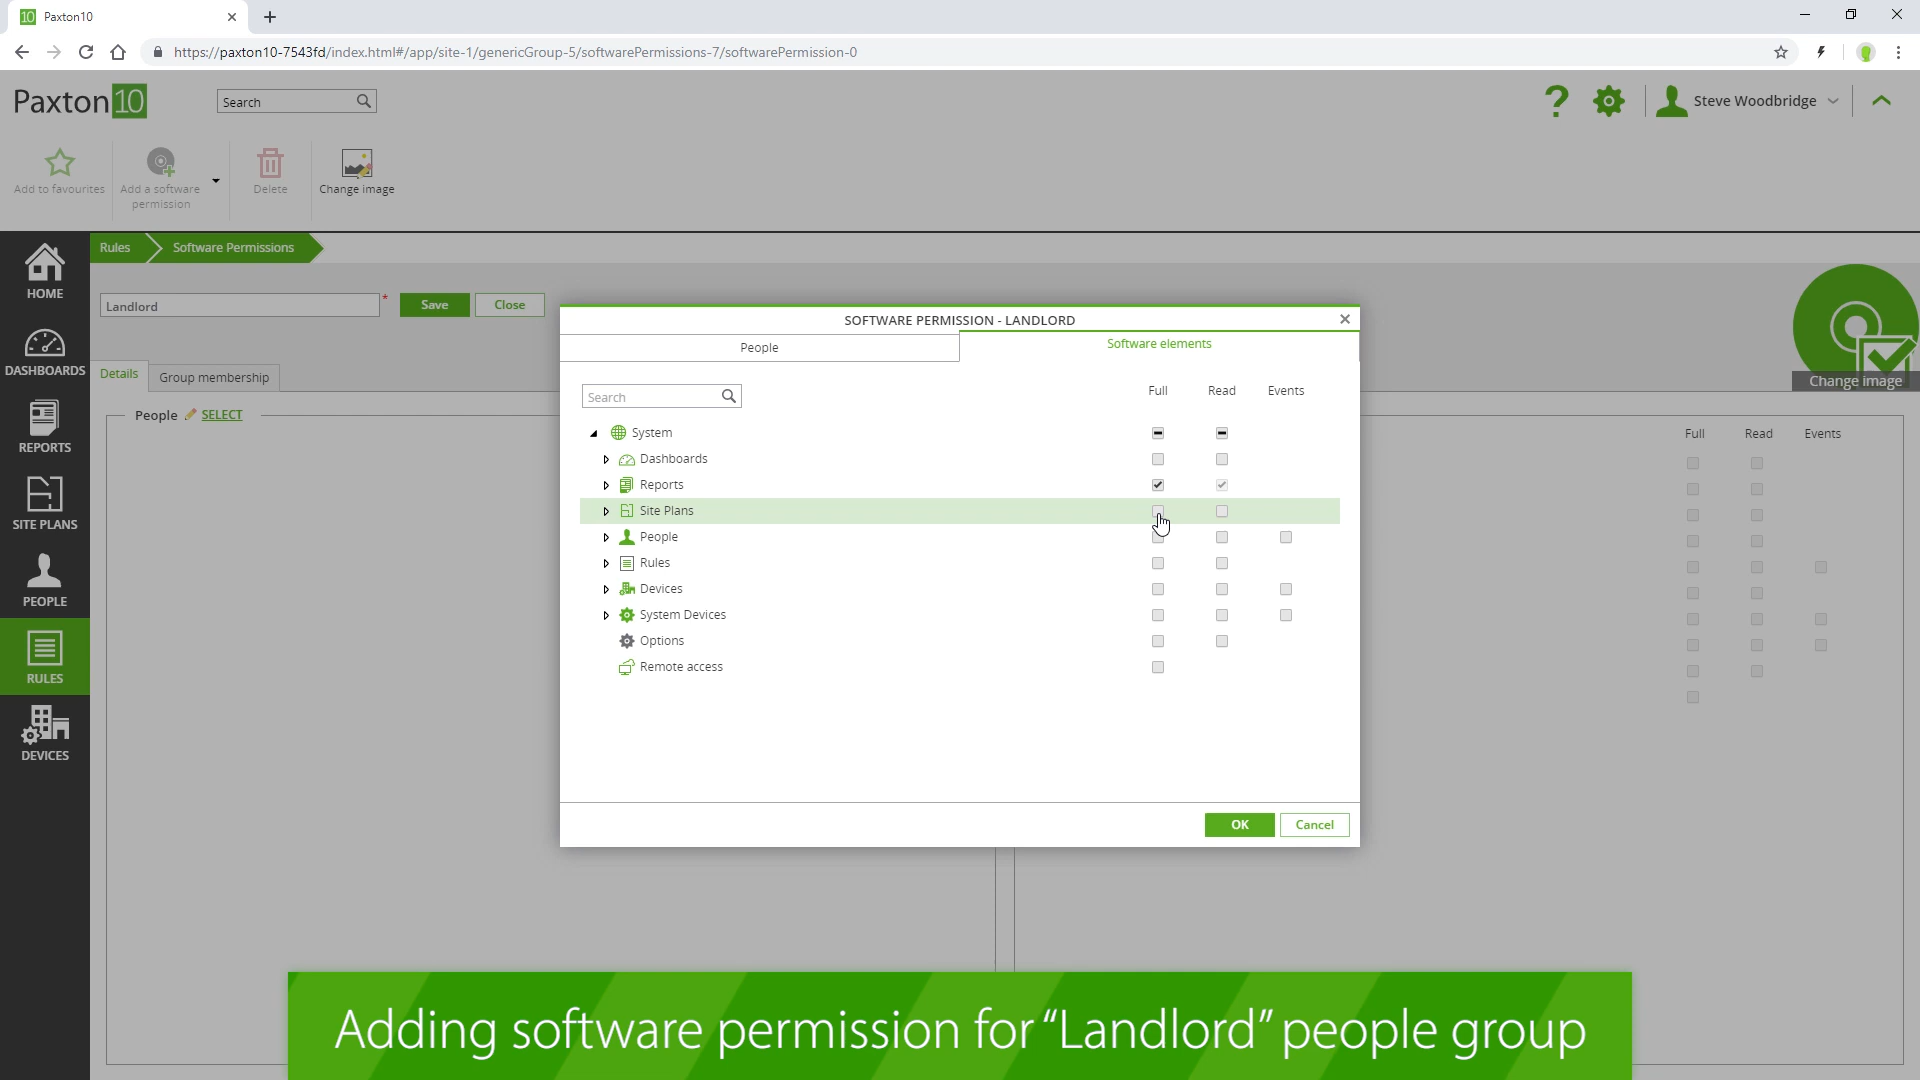 Paxton10
https://paxton10-7543fd/index.html#/app/site-1/genericGroup-5/softwarePermissions-7/softwarePermission-0
Paxton10
Search
Steve Woodbridge
Add to favourites
Add a software
permission
Delete
Change image
HOME
DASHBOARDS
REPORTS
SITE PLANS
PEOPLE
RULES
DEVICES
Rules
Software Permissions
Landlord *
Save
Close
Change image
Details
Group membership
People SELECT
Full Read Events
SOFTWARE PERMISSION - LANDLORD
People
Software elements
Search
Full Read Events
System
Dashboards
Reports
Site Plans
People
Rules
Devices
System Devices
Options
Remote access
OK
Cancel
Adding software permission for “Landlord” people group